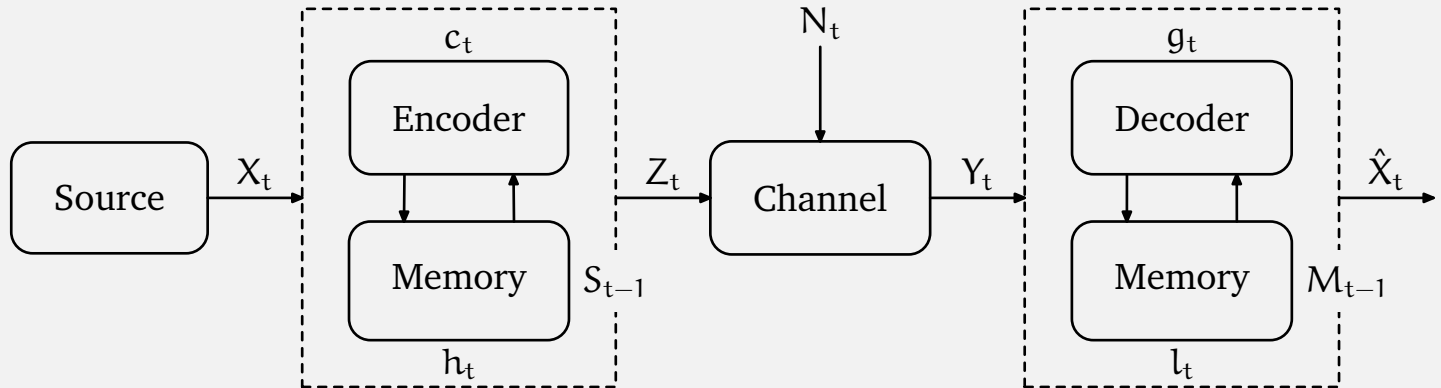 Source
X_t
c_t
Encoder
Memory
S_{t−1}
h_t
Z_t
N_t
Channel
Y_t
g_t
Decoder
Memory
M_{t−1}
l_t
X̂_t